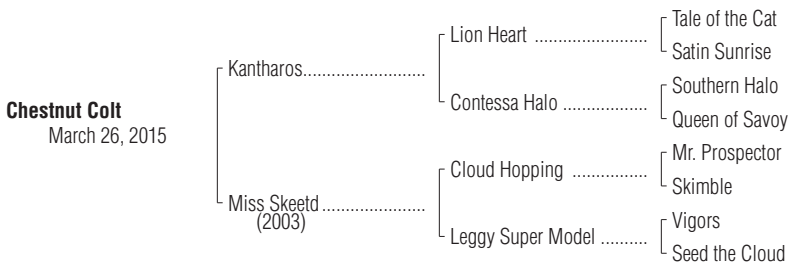 Chestnut Colt
March 26, 2015
Kantharos..........................
Miss Skeetd......................
(2003)
Lion Heart ........................
Contessa Halo ..................
Cloud Hopping ................
Leggy Super Model ..........
Tale of the Cat
Satin Sunrise
Southern Halo
Queen of Savoy
Mr. Prospector
Skimble
Vigors
Seed the Cloud